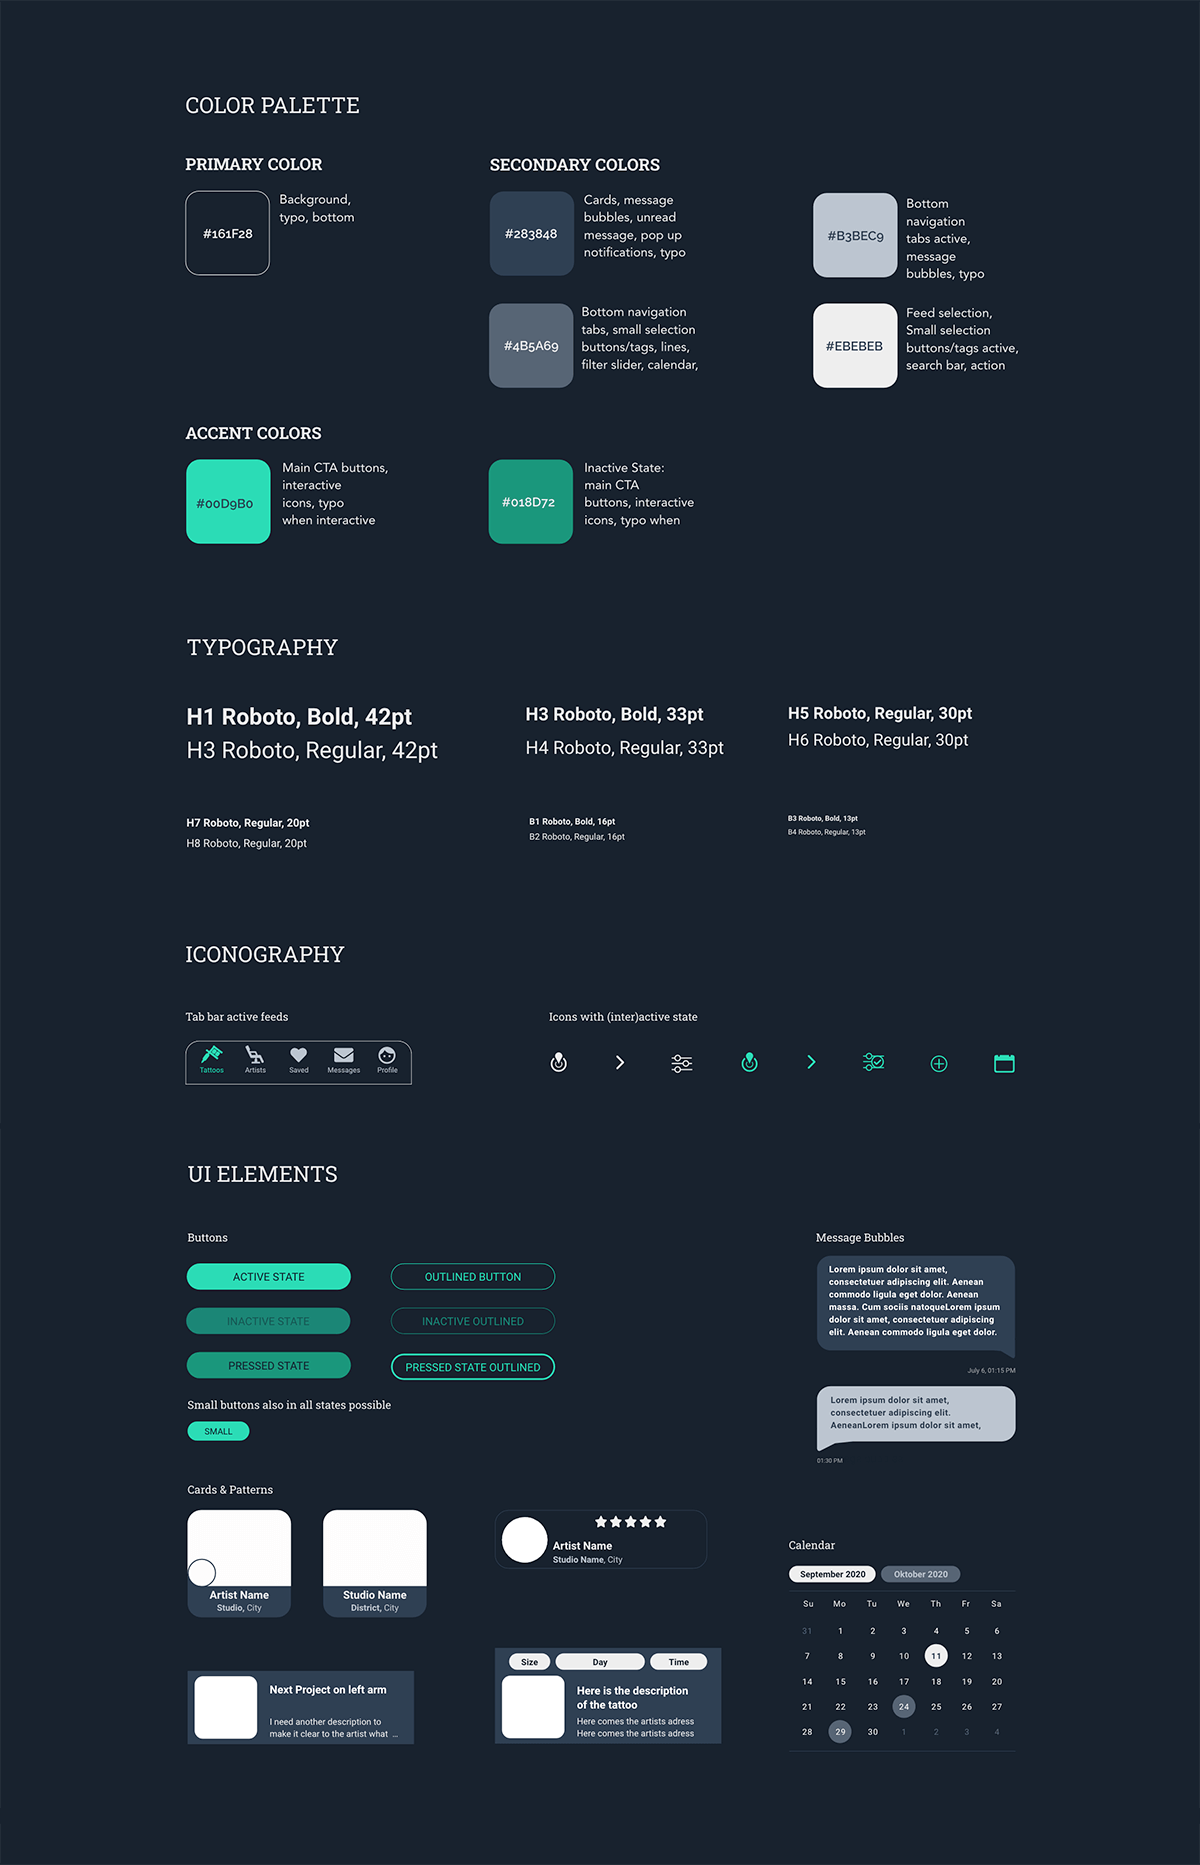 COLOR PALETTE
PRIMARY COLOR
#161F28
Background,
typo, bottom
SECONDARY COLORS
#283848
Cards, message
bubbles, unread
message, pop up
notifications, typo
#B3BEC9
Bottom
navigation
tabs active,
message
bubbles, typo
#4B5A69
Bottom navigation
tabs, small selection
buttons/tags, lines,
filter slider, calendar,
#EBEBEB
Feed selection,
Small selection
buttons/tags active,
search bar, action
ACCENT COLORS
#00D9B0
Main CTA buttons,
interactive
icons, typo
when interactive
#018D72
Inactive State:
main CTA
buttons, interactive
icons, typo when
TYPOGRAPHY
H1 Roboto, Bold, 42pt
H3 Roboto, Regular, 42pt
H3 Roboto, Bold, 33pt
H4 Roboto, Regular, 33pt
H5 Roboto, Regular, 30pt
H6 Roboto, Regular, 30pt
H7 Roboto, Regular, 20pt
H8 Roboto, Regular, 20pt
B1 Roboto, Bold, 16pt
B2 Roboto, Regular, 16pt
B3 Roboto, Bold, 13pt
B4 Roboto, Regular, 13pt
ICONOGRAPHY
Tab bar active feeds
Tattoos Artists Saved Messages Profile
Icons with (inter)active state
UI ELEMENTS
Buttons
ACTIVE STATE
OUTLINED BUTTON
INACTIVE STATE
INACTIVE OUTLINED
PRESSED STATE
PRESSED STATE OUTLINED
Small buttons also in all states possible
SMALL
Message Bubbles
Lorem ipsum dolor sit amet,
consectetuer adipiscing elit. Aenean
commodo ligula eget dolor. Aenean
massa. Cum sociis natoqueLorem ipsum
dolor sit amet, consectetuer adipiscing
elit. Aenean commodo ligula eget dolor.
July 6, 01:15 PM
Lorem ipsum dolor sit amet,
consectetuer adipiscing elit.
AeneanLorem ipsum dolor sit amet,
01:30 PM
Cards & Patterns
Artist Name
Studio, City
Studio Name
District, City
Artist Name
Studio Name, City
Next Project on left arm
I need another description to
make it clear to the artist what ...
Size Day Time
Here is the description
of the tattoo
Here comes the artists adress
Here comes the artists adress
Calendar
September 2020 Oktober 2020
Su Mo Tu We Th Fr Sa
31 1 2 3 4 5 6
7 8 9 10 11 12 13
14 15 16 17 18 19 20
21 22 23 24 25 26 27
28 29 30 1 2 3 4